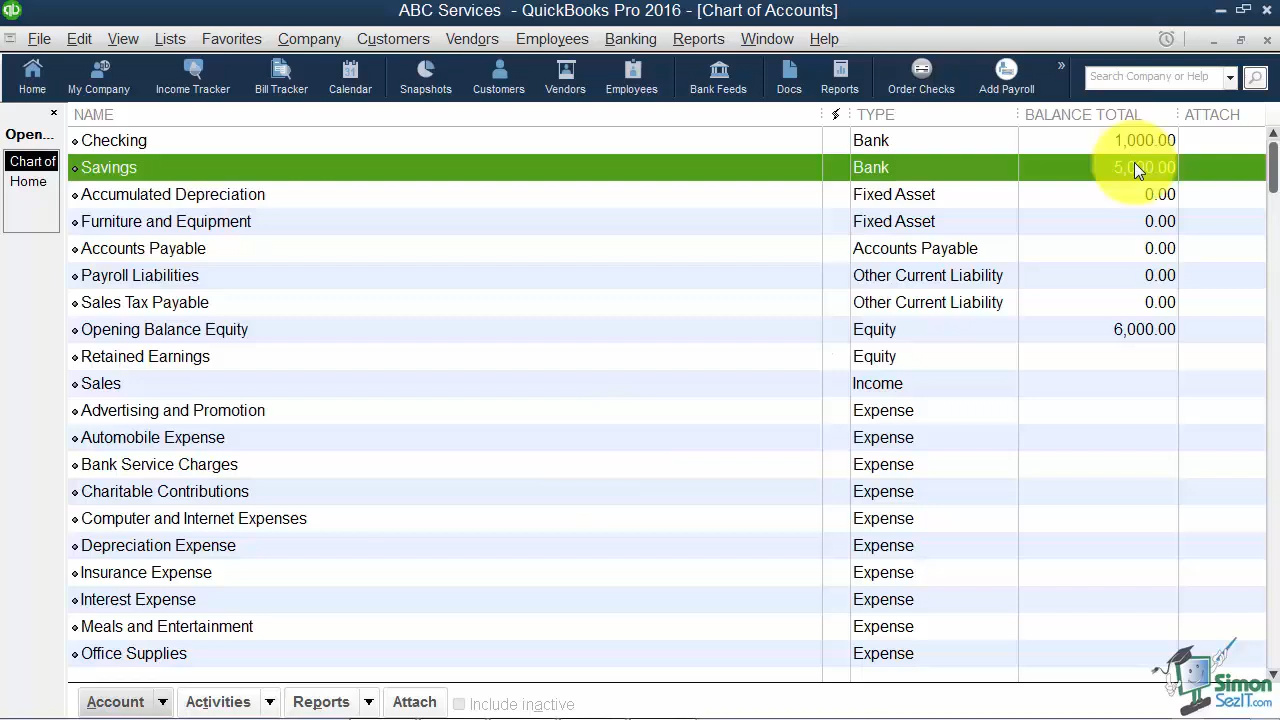 ABC Services - QuickBooks Pro 2016 - [Chart of Accounts]
File Edit View Lists Favorites Company Customers Vendors Employees Banking Reports Window Help
Home My Company Income Tracker Bill Tracker Calendar Snapshots Customers Vendors Employees Bank Feeds Docs Reports Order Checks Add Payroll » Search Company or Help
Open...
Chart of
Home
NAME TYPE BALANCE TOTAL ATTACH
Checking Bank 1,000.00
Savings Bank 5,000.00
Accumulated Depreciation Fixed Asset 0.00
Furniture and Equipment Fixed Asset 0.00
Accounts Payable Accounts Payable 0.00
Payroll Liabilities Other Current Liability 0.00
Sales Tax Payable Other Current Liability 0.00
Opening Balance Equity Equity 6,000.00
Retained Earnings Equity
Sales Income
Advertising and Promotion Expense
Automobile Expense Expense
Bank Service Charges Expense
Charitable Contributions Expense
Computer and Internet Expenses Expense
Depreciation Expense Expense
Insurance Expense Expense
Interest Expense Expense
Meals and Entertainment Expense
Office Supplies Expense
Account Activities Reports Attach Include inactive
Simon
SezIT.com